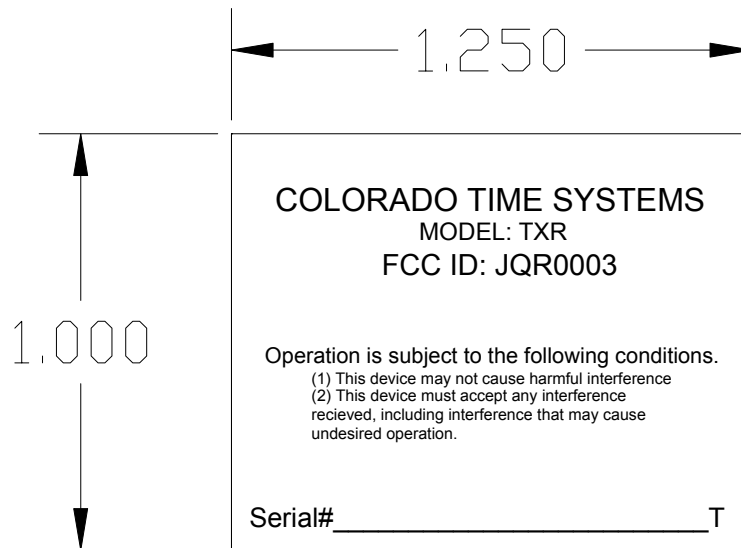 1.250
COLORADO TIME SYSTEMS
MODEL: TXR
FCC ID: JQR0003
1.000
Operation is subject to the following conditions.
(1) This device may not cause harmful interference
(2) This device must accept any interference
recieved, including interference that may cause
undesired operation.
Serial#______________________________T